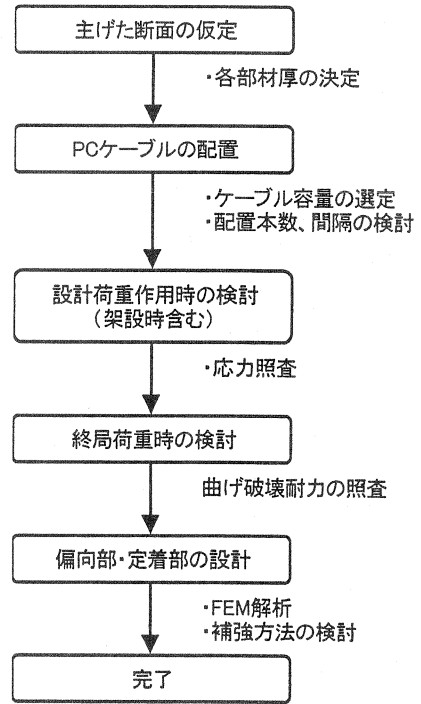 主げた断面の仮定
・各部材厚の決定
PCケーブルの配置
・ケーブル容量の選定
・配置本数、間隔の検討
設計荷重作用時の検討
（架設時含む）
・応力照査
終局荷重時の検討
曲げ破壊耐力の照査
偏向部・定着部の設計
・FEM解析
・補強方法の検討
完了